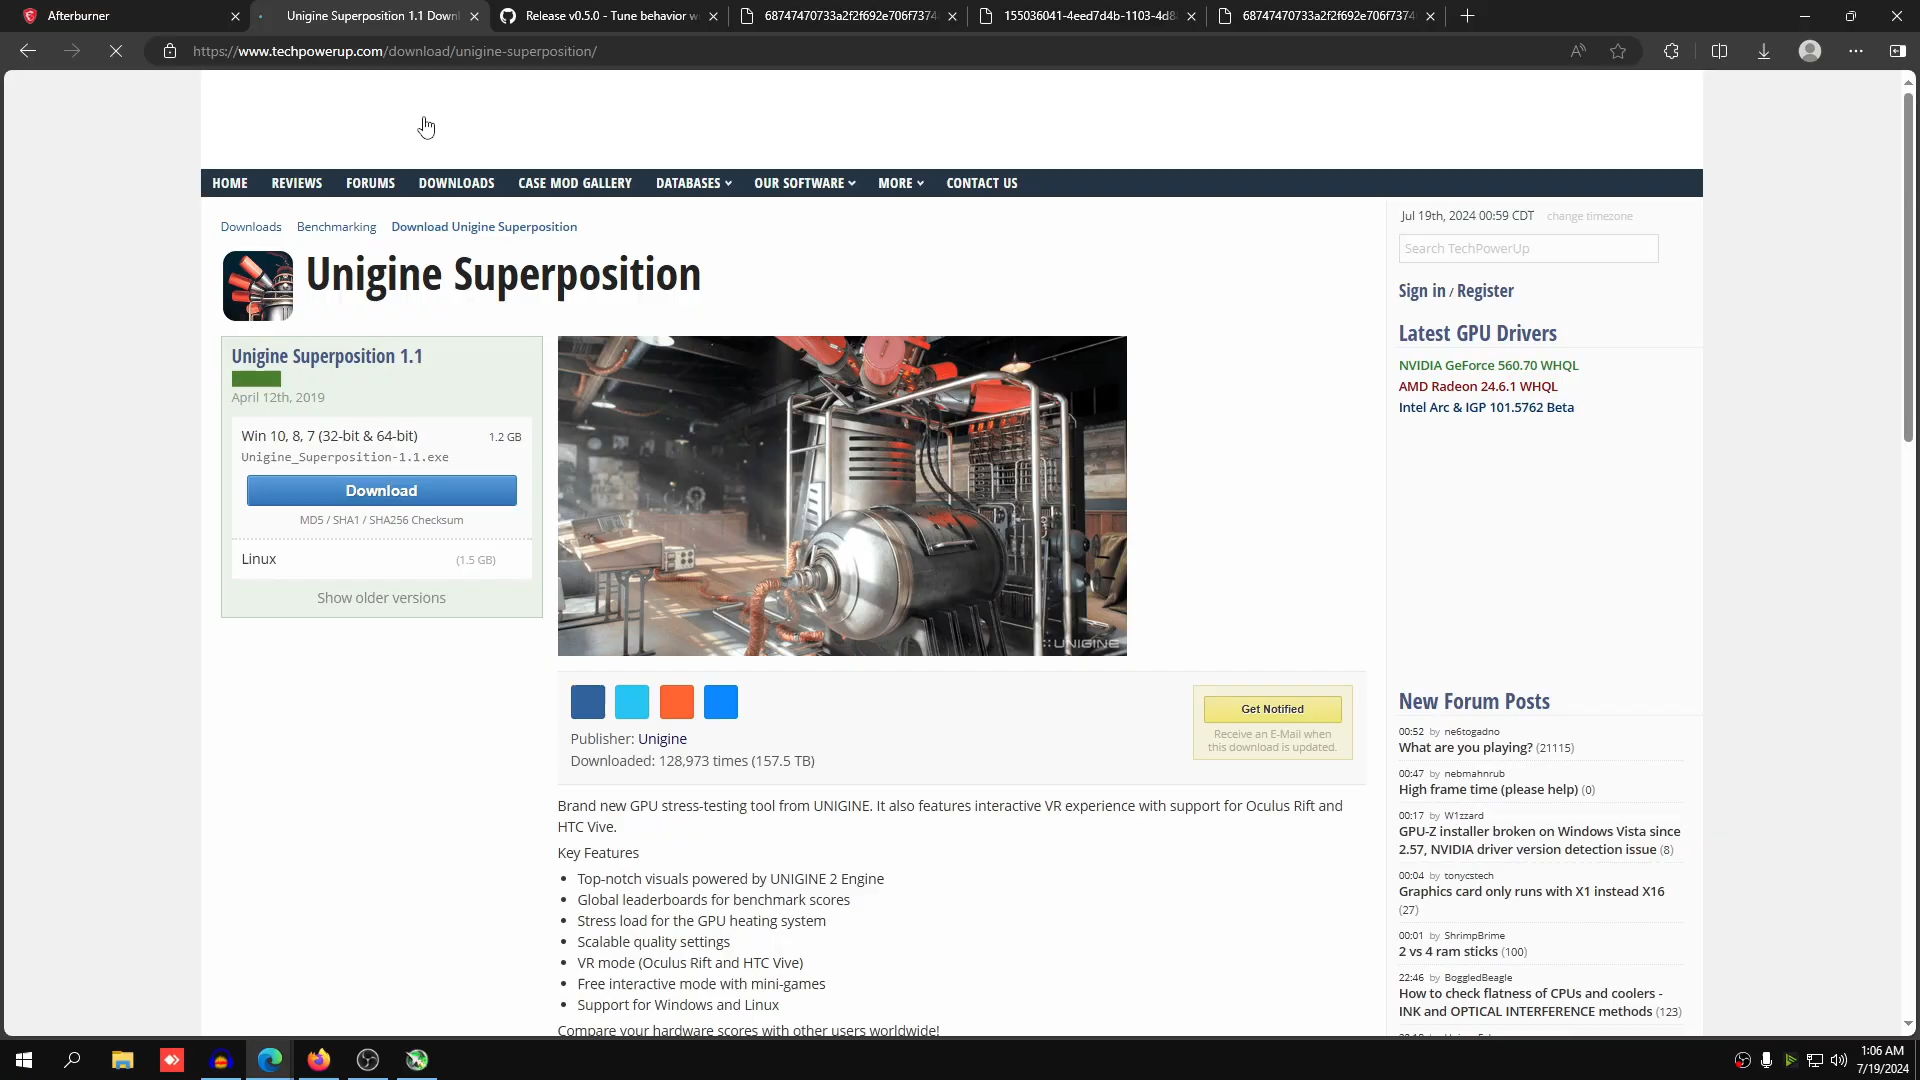 Afterburner
Unigine Superposition 1.1 Downl
Release v0.5.0 - Tune behavior w
68747470733a2f2f692e706f7374
155036041-4eed7d4b-1103-4d8
68747470733a2f2f692e706f7374
https://www.techpowerup.com/download/unigine-superposition/
HOME
REVIEWS
FORUMS
DOWNLOADS
CASE MOD GALLERY
DATABASES
OUR SOFTWARE
MORE
CONTACT US
Downloads
Benchmarking
Download Unigine Superposition
Unigine Superposition
Unigine Superposition 1.1
April 12th, 2019
Win 10, 8, 7 (32-bit & 64-bit) 1.2 GB
Unigine_Superposition-1.1.exe
Download
MD5 / SHA1 / SHA256 Checksum
Linux (1.5 GB)
Show older versions
UNIGINE
Publisher: Unigine
Downloaded: 128,973 times (157.5 TB)
Get Notified
Receive an E-Mail when
this download is updated.
Brand new GPU stress-testing tool from UNIGINE. It also features interactive VR experience with support for Oculus Rift and
HTC Vive.
Key Features
Top-notch visuals powered by UNIGINE 2 Engine
Global leaderboards for benchmark scores
Stress load for the GPU heating system
Scalable quality settings
VR mode (Oculus Rift and HTC Vive)
Free interactive mode with mini-games
Support for Windows and Linux
Compare your hardware scores with other users worldwide!
Jul 19th, 2024 00:59 CDT change timezone
Search TechPowerUp
Sign in / Register
Latest GPU Drivers
NVIDIA GeForce 560.70 WHQL
AMD Radeon 24.6.1 WHQL
Intel Arc & IGP 101.5762 Beta
New Forum Posts
00:52 by ne6togadno
What are you playing? (21115)
00:47 by nebmahnrub
High frame time (please help) (0)
00:17 by W1zzard
GPU-Z installer broken on Windows Vista since
2.57, NVIDIA driver version detection issue (8)
00:04 by tonycstech
Graphics card only runs with X1 instead X16
(27)
00:01 by ShrimpBrime
2 vs 4 ram sticks (100)
22:46 by BoggledBeagle
How to check flatness of CPUs and coolers -
INK and OPTICAL INTERFERENCE methods (123)
1:06 AM
7/19/2024